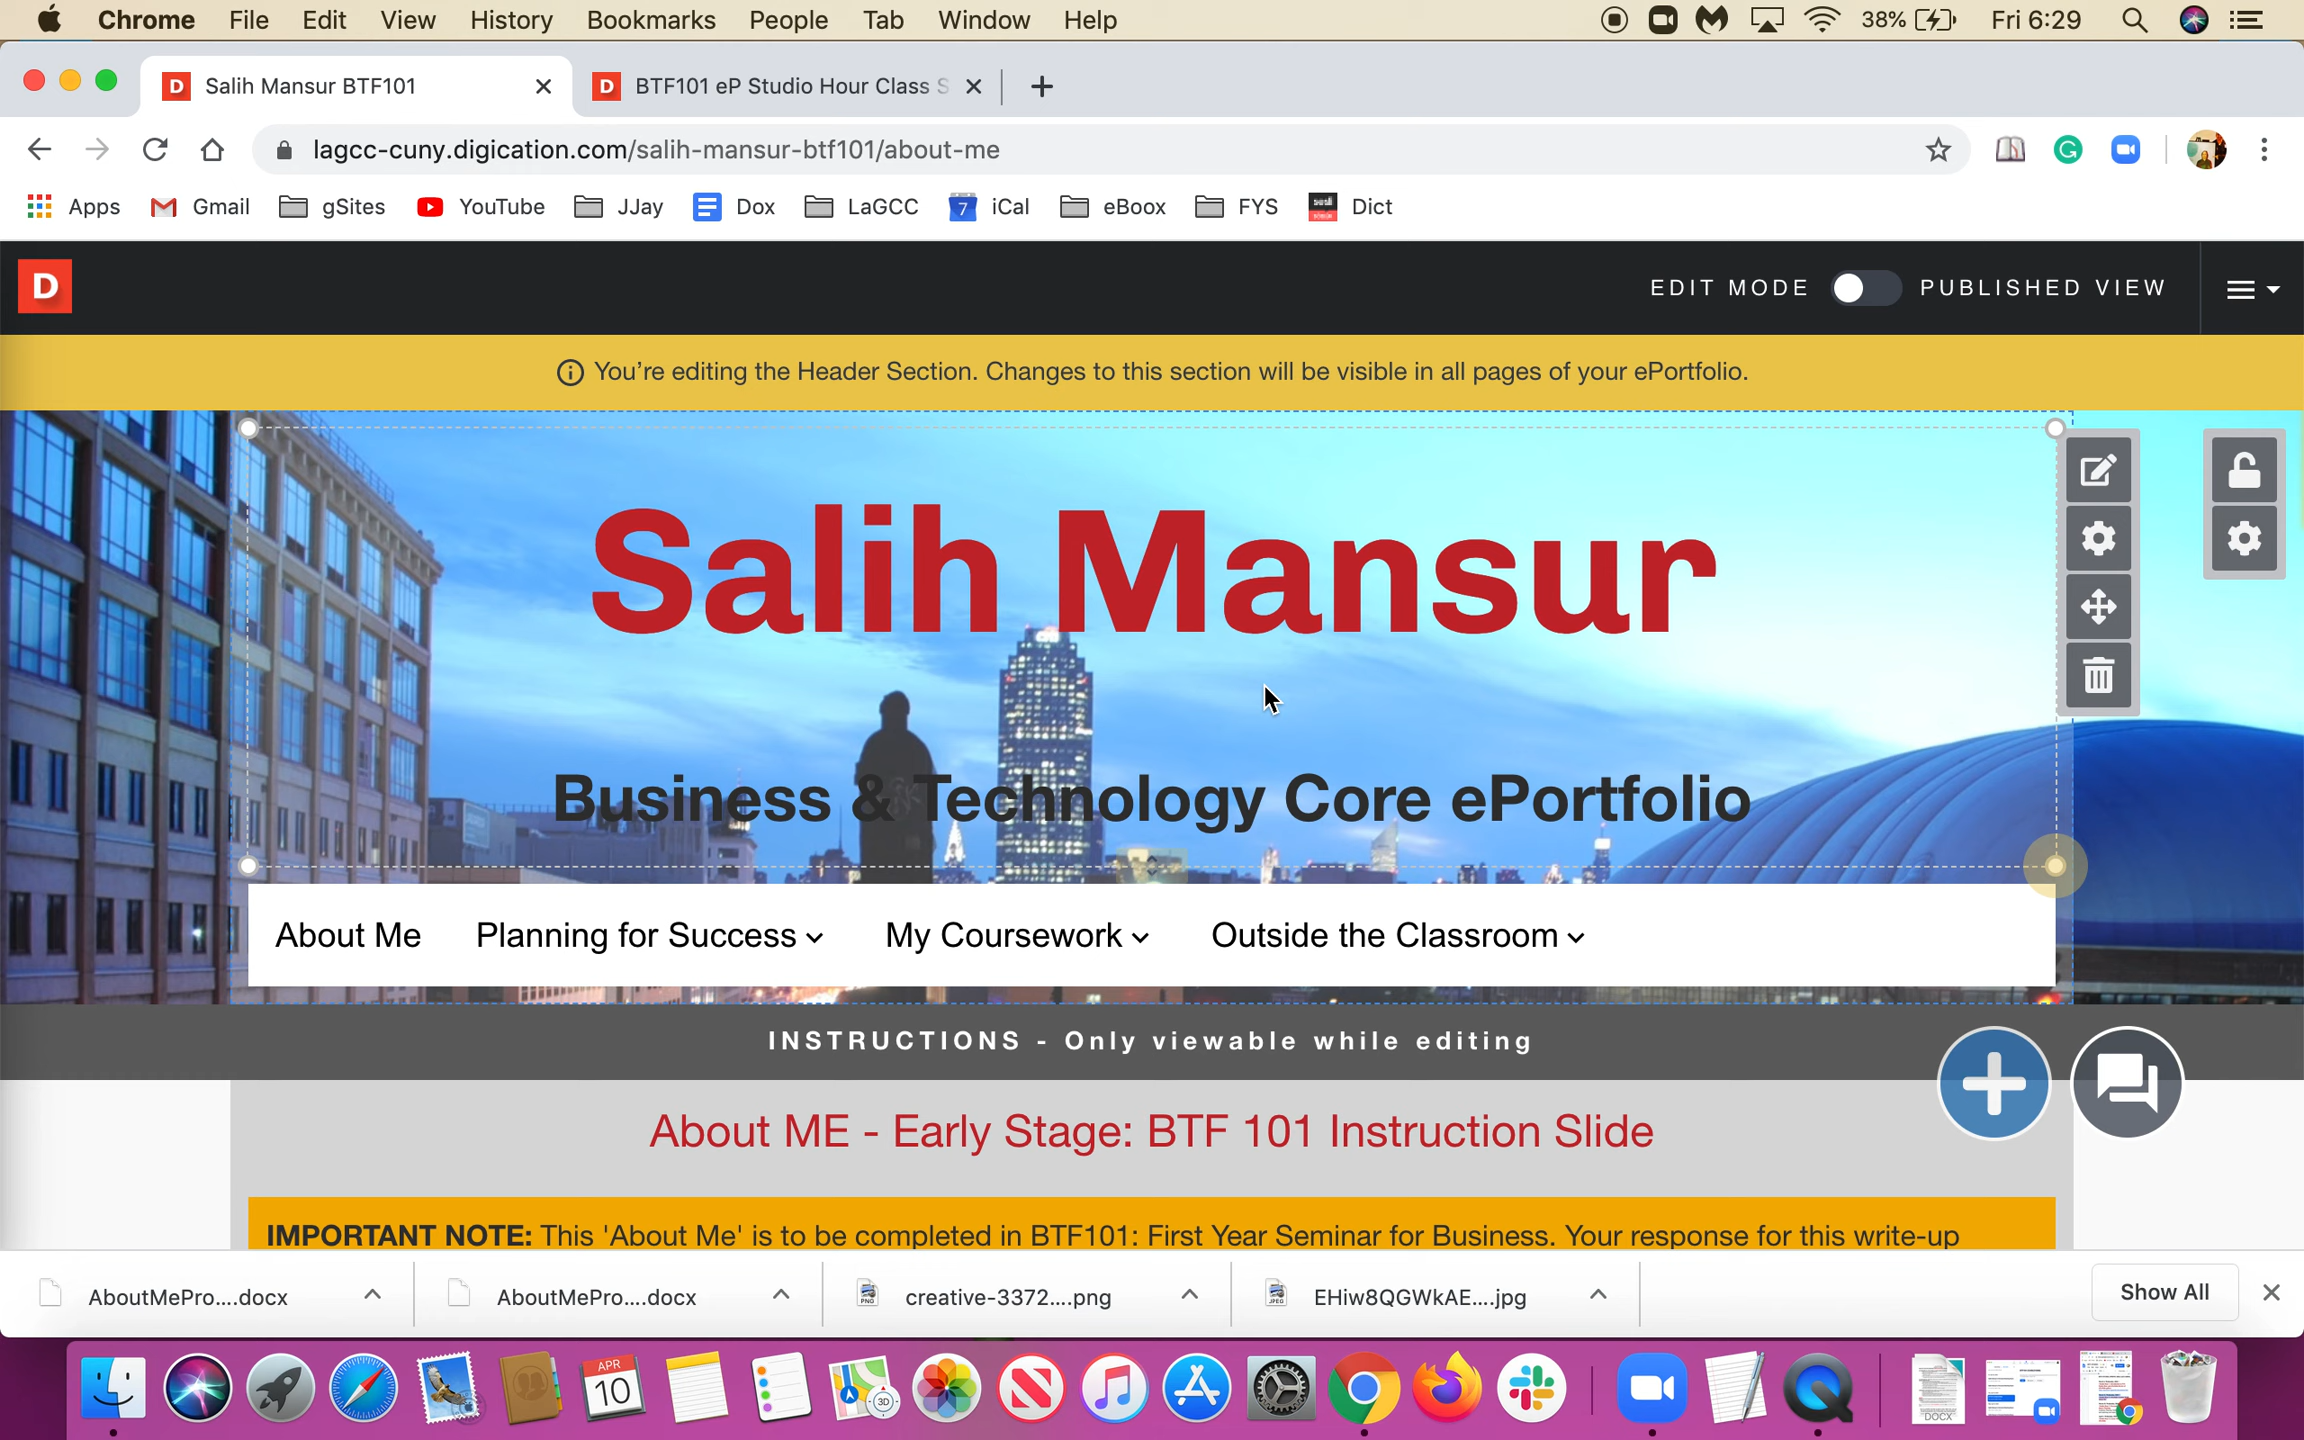 Chrome File Edit View History Bookmarks People Tab Window Help 38% Fri 6:29
D Salih Mansur BTF101 D BTF101 eP Studio Hour Class S
lagcc-cuny.digication.com/salih-mansur-btf101/about-me
Apps Gmail gSites YouTube JJay Dox LaGCC 7 iCal eBoox FYS Dict
D EDIT MODE PUBLISHED VIEW
You're editing the Header Section. Changes to this section will be visible in all pages of your ePortfolio.
Salih Mansur
Business & Technology Core ePortfolio
About Me Planning for Success My Coursework Outside the Classroom
INSTRUCTIONS - Only viewable while editing
About ME - Early Stage: BTF 101 Instruction Slide
IMPORTANT NOTE: This 'About Me' is to be completed in BTF101: First Year Seminar for Business. Your response for this write-up
AboutMePro....docx AboutMePro....docx creative-3372....png EHiw8QGWkAE....jpg Show All
APR
10
3D
DOCX